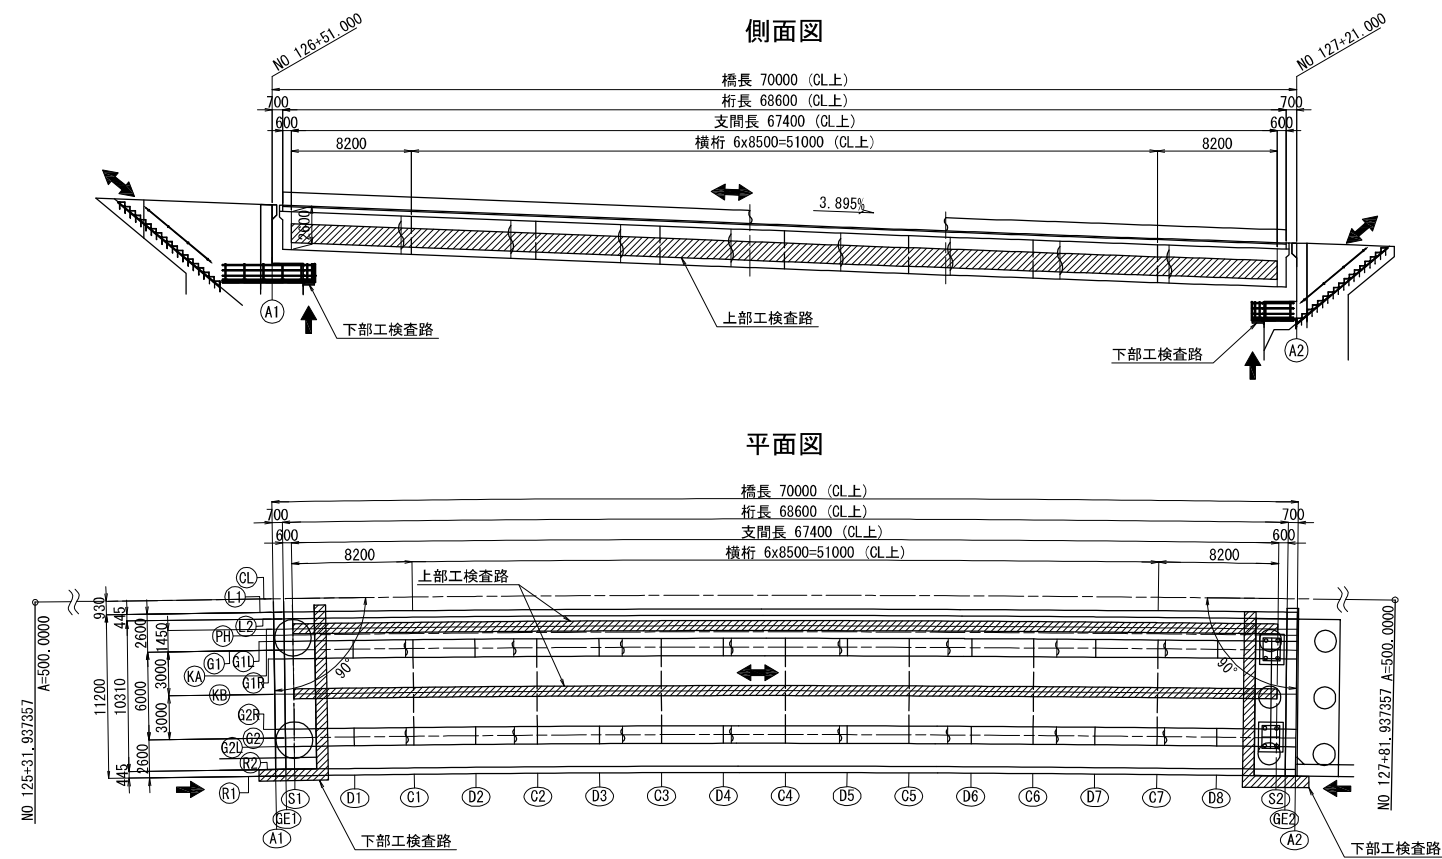 側面図
NO 126+51.000
NO 127+21.000
橋長 70000 (CL上)
700
桁長 68600 (CL上)
700
600
支間長 67400 (CL上)
600
8200
横桁 6x8500=51000 (CL上)
8200
2600
3.895%
A1
下部工検査路
上部工検査路
下部工検査路
A2
平面図
橋長 70000 (CL上)
700
桁長 68600 (CL上)
700
600
支間長 67400 (CL上)
600
8200
横桁 6x8500=51000 (CL上)
8200
上部工検査路
CL
L1
L2
PH
G1
G1L
KA
G1R
KB
G2R
G2
G2L
R2
R1
930
445
2600
1450
11200
10310
6000
3000
3000
2600
445
90°
90°
NO 125+31.937357
A=500.0000
NO 127+81.937357
A=500.0000
S1
D1
C1
D2
C2
D3
C3
D4
C4
D5
C5
D6
C6
D7
C7
D8
S2
GE1
GE2
A1
A2
下部工検査路
下部工検査路